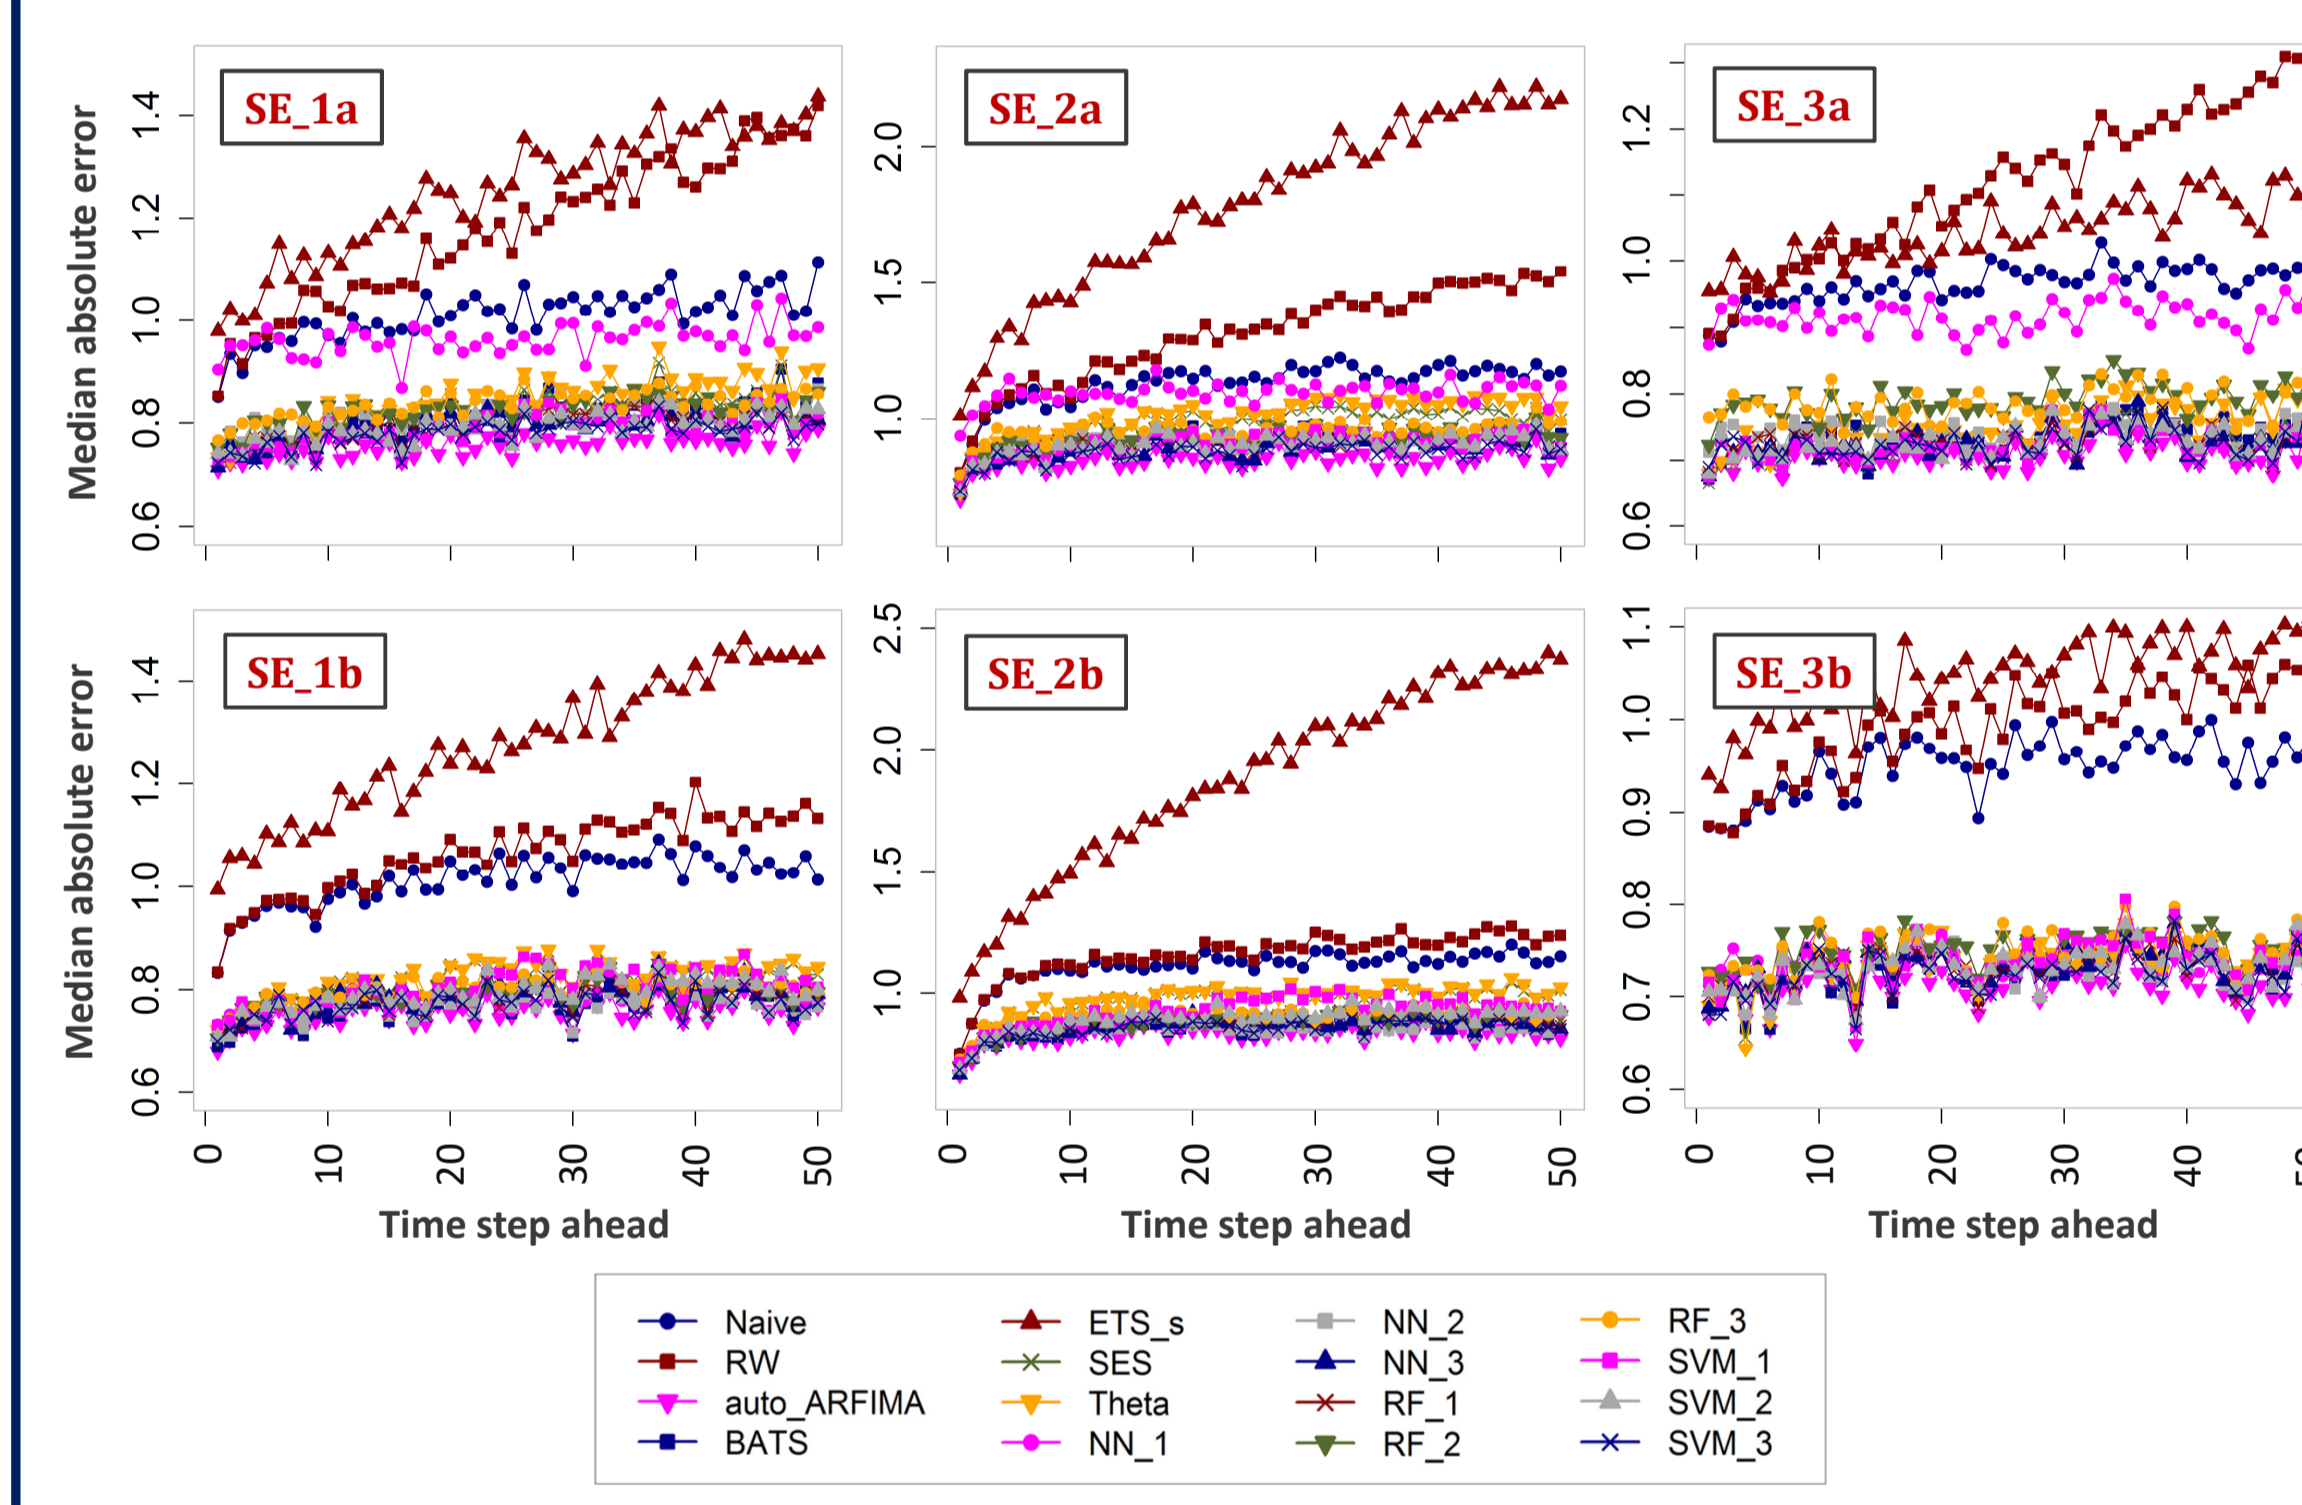 SE_1a
SE_2a
SE_3a
Median absolute error
0.6 0.8 1.0 1.2 1.4
1.0 1.5 2.0
0.6 0.8 1.0 1.2
SE_1b
SE_2b
SE_3b
Median absolute error
0.6 0.8 1.0 1.2 1.4
1.0 1.5 2.0 2.5
0.6 0.7 0.8 0.9 1.0 1.1
0 10 20 30 40 50
0 10 20 30 40 50
0 10 20 30 40 50
Time step ahead
Time step ahead
Time step ahead
Naive
RW
auto_ARFIMA
BATS
ETS_s
SES
Theta
NN_1
NN_2
NN_3
RF_1
RF_2
RF_3
SVM_1
SVM_2
SVM_3